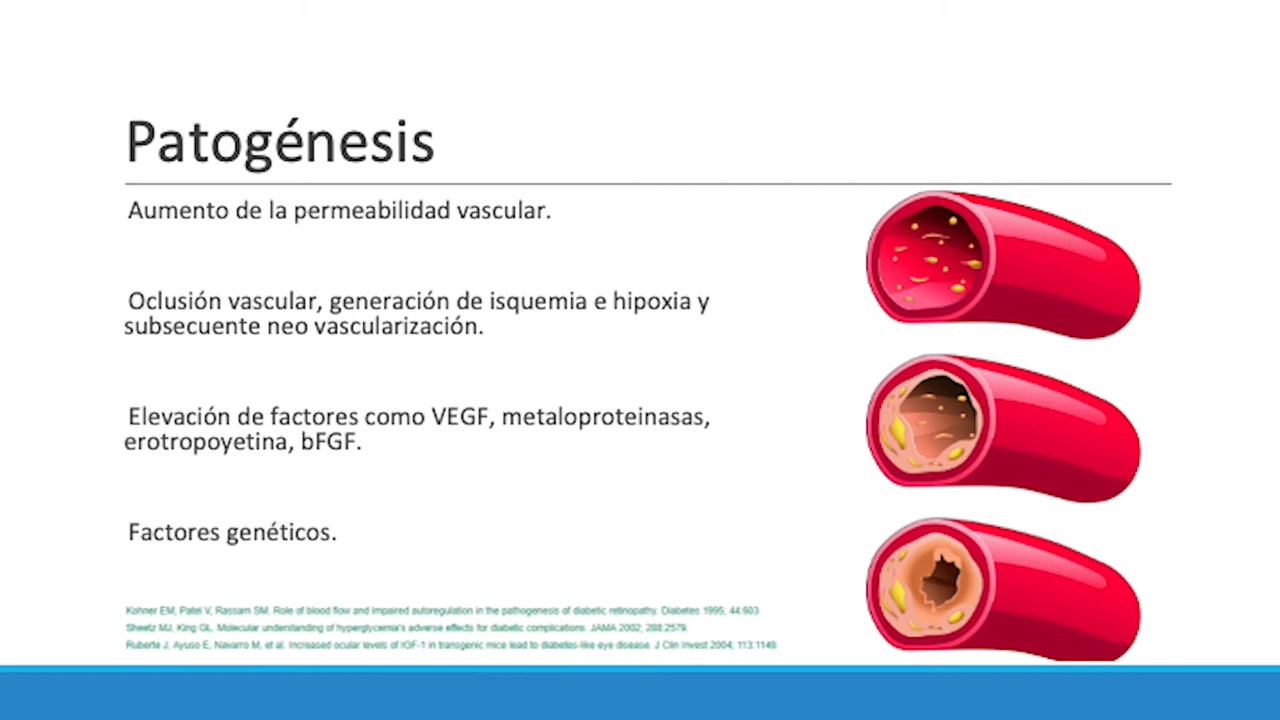 Patogénesis
Aumento de la permeabilidad vascular.
Oclusión vascular, generación de isquemia e hipoxia y
subsecuente neo vascularización.
Elevación de factores como VEGF, metaloproteinasas,
erotropoyetina, bFGF.
Factores genéticos.
Kohner EM, Patel V, Rassam SM. Role of blood flow and impaired autoregulation in the pathogenesis of diabetic retinopathy. Diabetes 1995; 44:603.
Sheetz MJ, King GL, Molecular understanding of hyperglycemia's adverse effects for diabetic complications. JAMA 2002; 288:2579.
Ruberte J, Ayuso E, Navarro M, et al. Increased ocular levels of IGF-1 in transgenic mice lead to diabetes-like eye disease. J Clin Invest 2004; 113:1149.